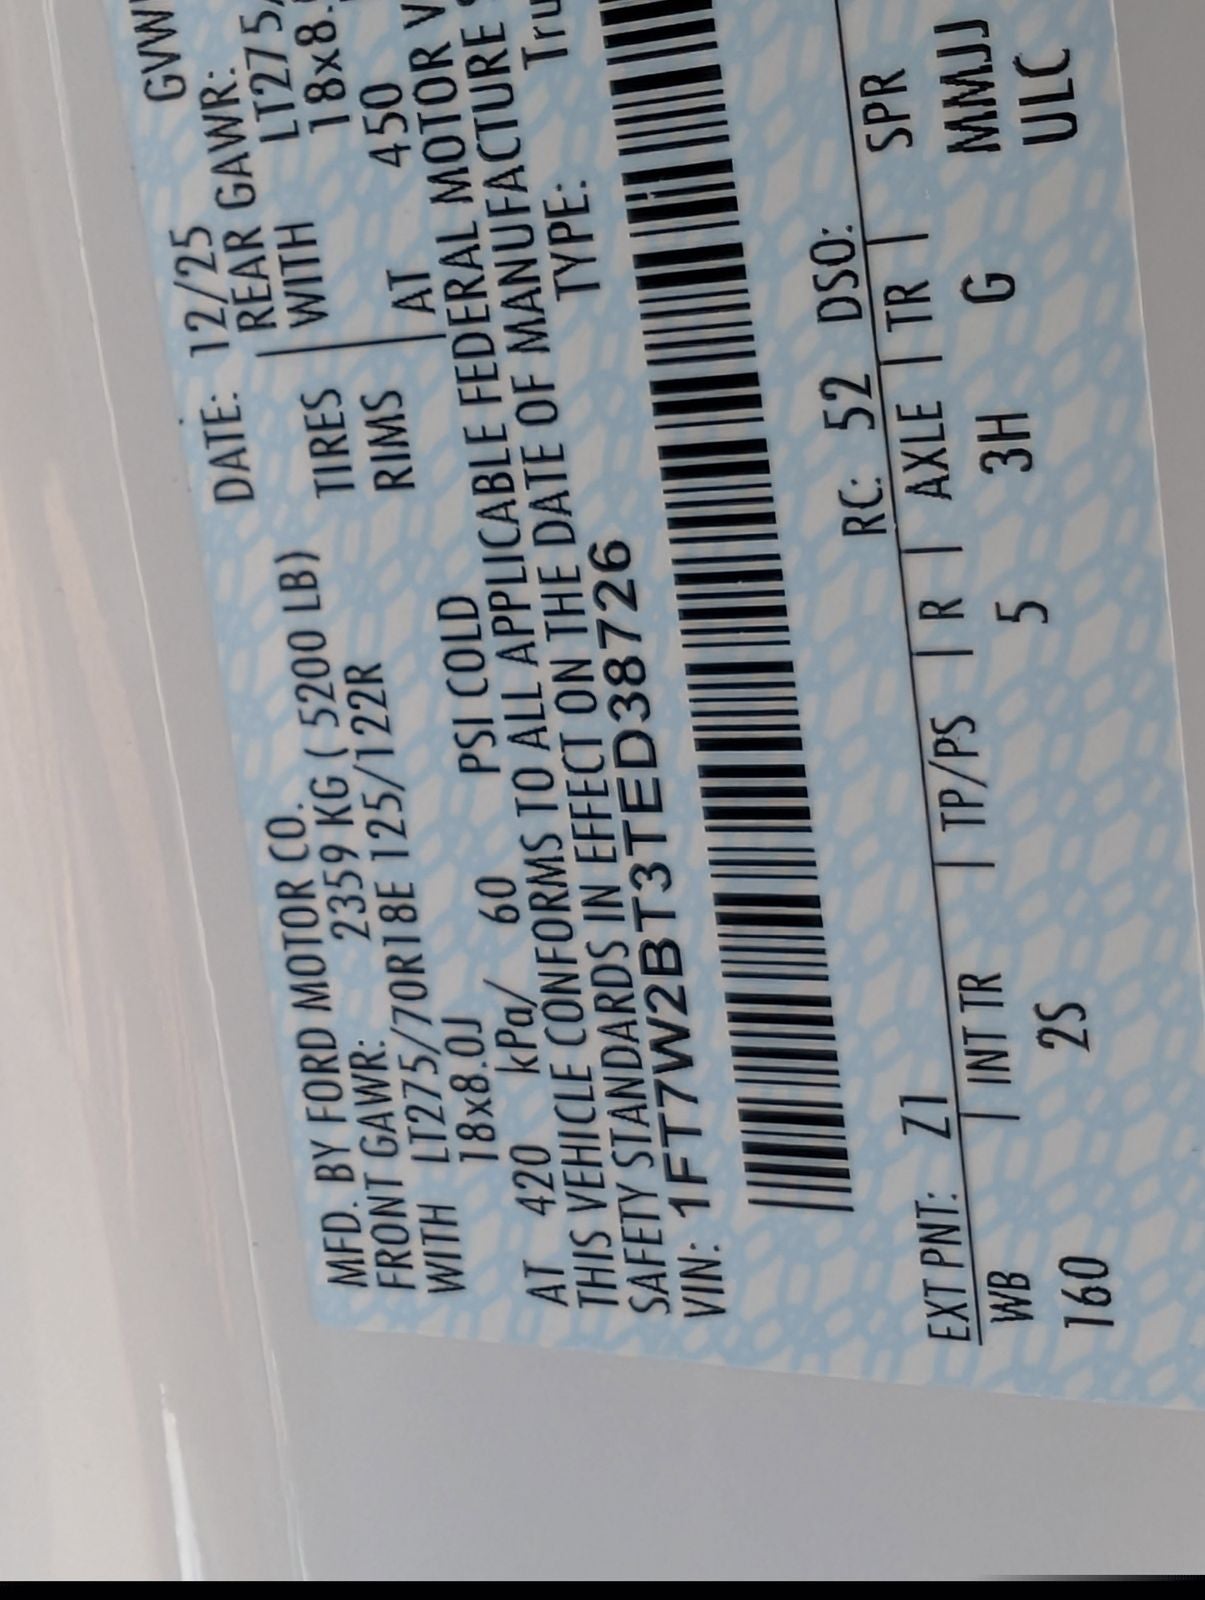 MFD. BY FORD MOTOR CO. DATE: 12/25 GVW
FRONT GAWR: 2359 KG ( 5200 LB) REAR GAWR:
WITH LT275/70R18E 125/122R TIRES WITH LT275
18x8.0J RIMS 18x8.
AT 420 kPa/ 60 PSI COLD AT 450
THIS VEHICLE CONFORMS TO ALL APPLICABLE FEDERAL MOTOR V
SAFETY STANDARDS IN EFFECT ON THE DATE OF MANUFACTURE
VIN: 1FT7W2BT3TED38726 TYPE: Tru
EXT PNT: Z1 RC: 52 DSO:
WB | INT TR | TP/PS | R | AXLE | TR | SPR
160 2S 5 3H G MMJJ
ULC